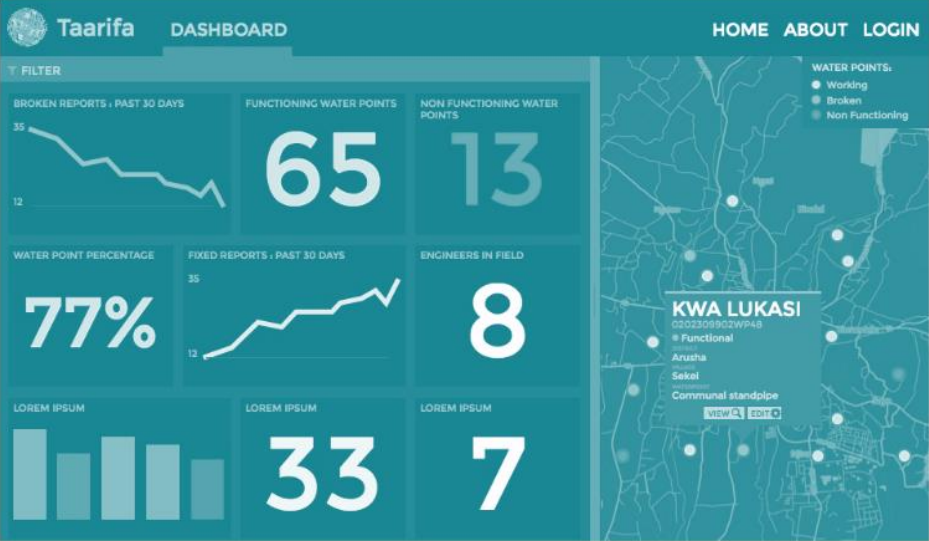 Taarifa
DASHBOARD
HOME ABOUT LOGIN
FILTER
BROKEN REPORTS : PAST 30 DAYS
35
12
FUNCTIONING WATER POINTS
65
NON FUNCTIONING WATER
POINTS
13
WATER POINT PERCENTAGE
77%
FIXED REPORTS : PAST 30 DAYS
35
12
ENGINEERS IN FIELD
8
LOREM IPSUM
LOREM IPSUM
33
LOREM IPSUM
7
WATER POINTS:
Working
Broken
Non Functioning
KWA LUKASI
0202309902WP48
Functional
Arusha
Sekei
Communal standpipe
VIEW
EDIT